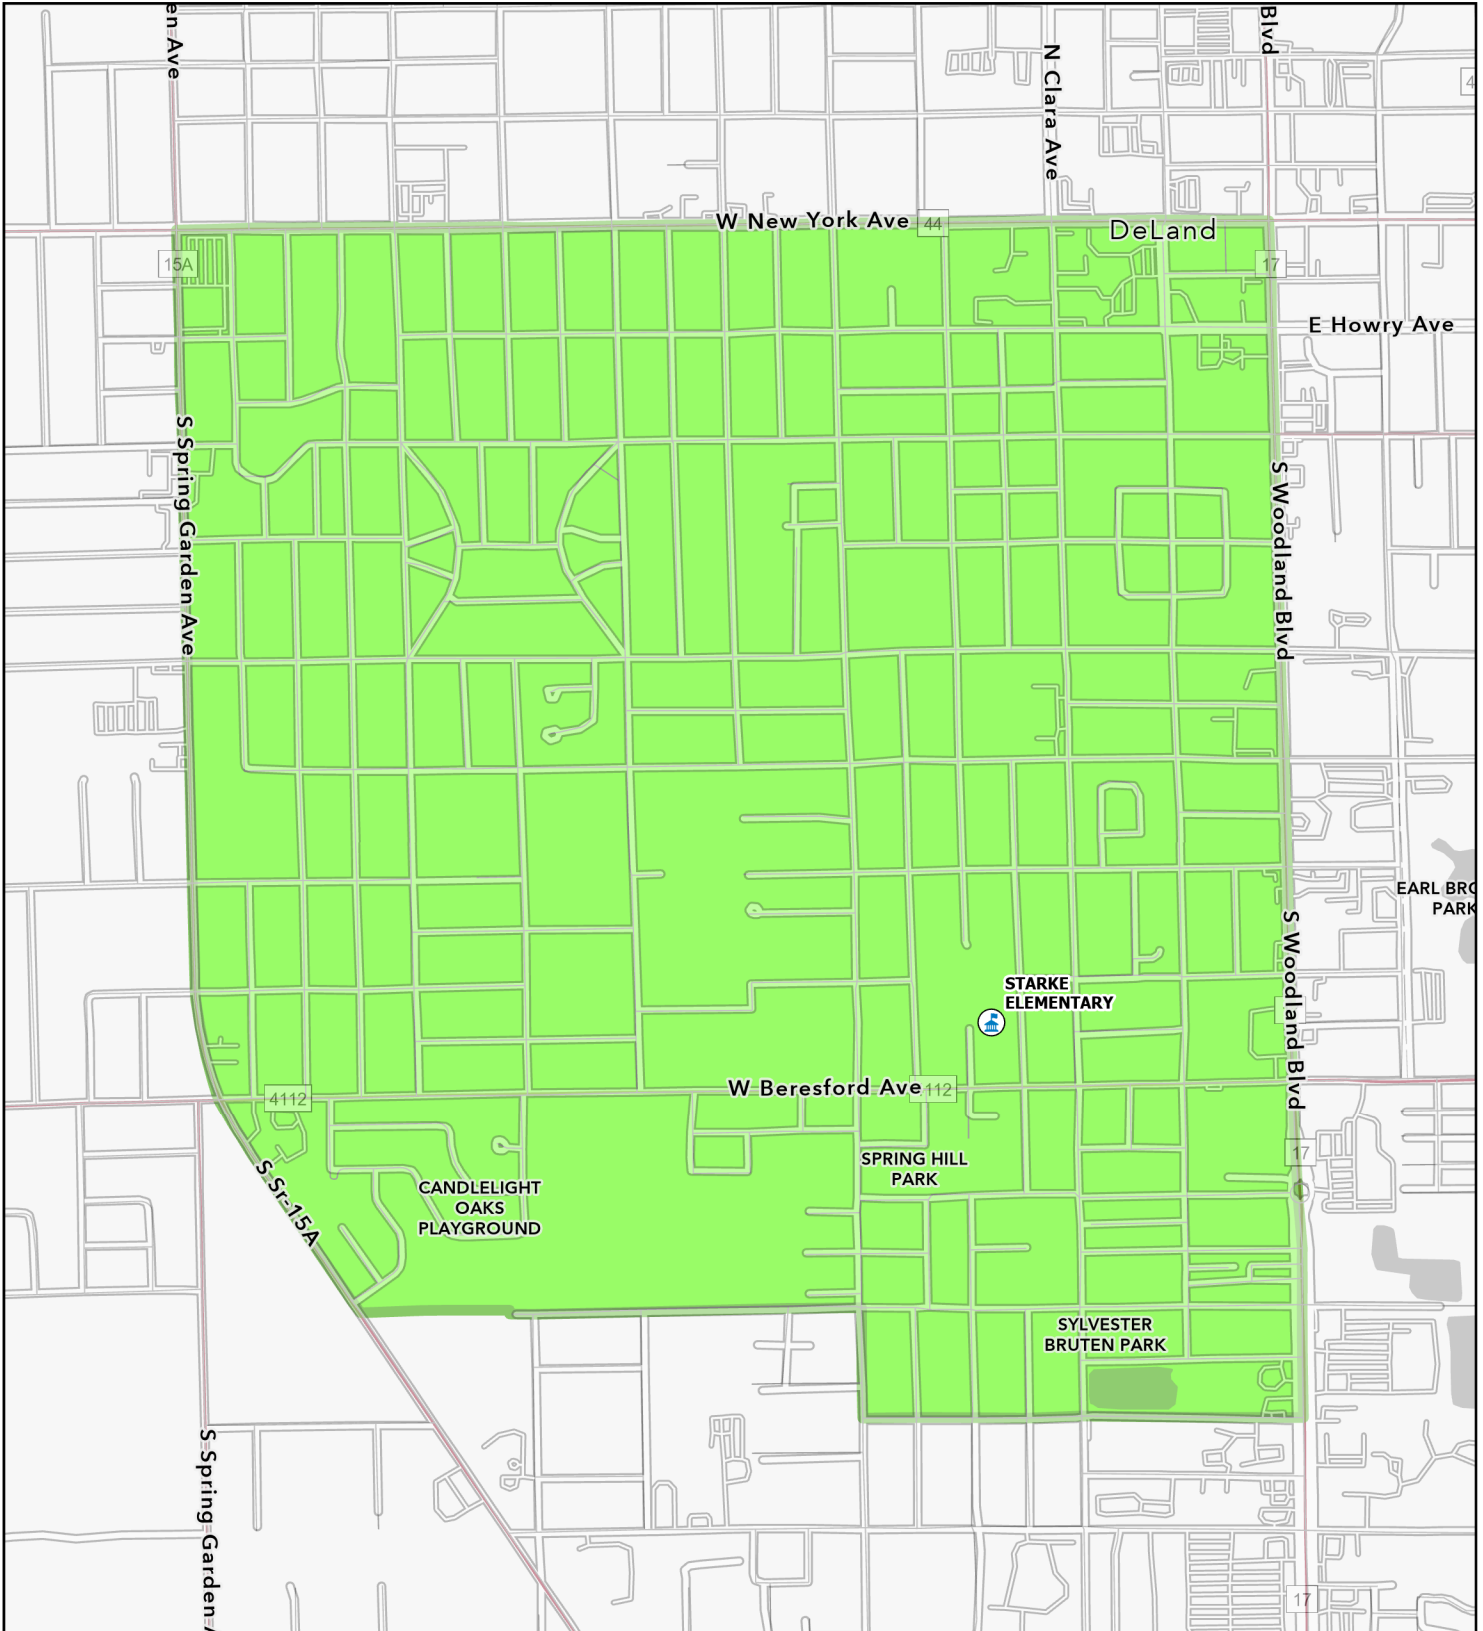 en Ave
N Clara Ave
Blvd
4
W New York Ave
44
DeLand
15A
17
E Howry Ave
S Spring Garden Ave
S Woodland Blvd
EARL BRO
PARK
S Woodland Blvd
STARKE
ELEMENTARY
W Beresford Ave
112
4112
17
SPRING HILL
PARK
S Sr-15A
CANDLELIGHT
OAKS
PLAYGROUND
SYLVESTER
BRUTEN PARK
S Spring Garden A
17